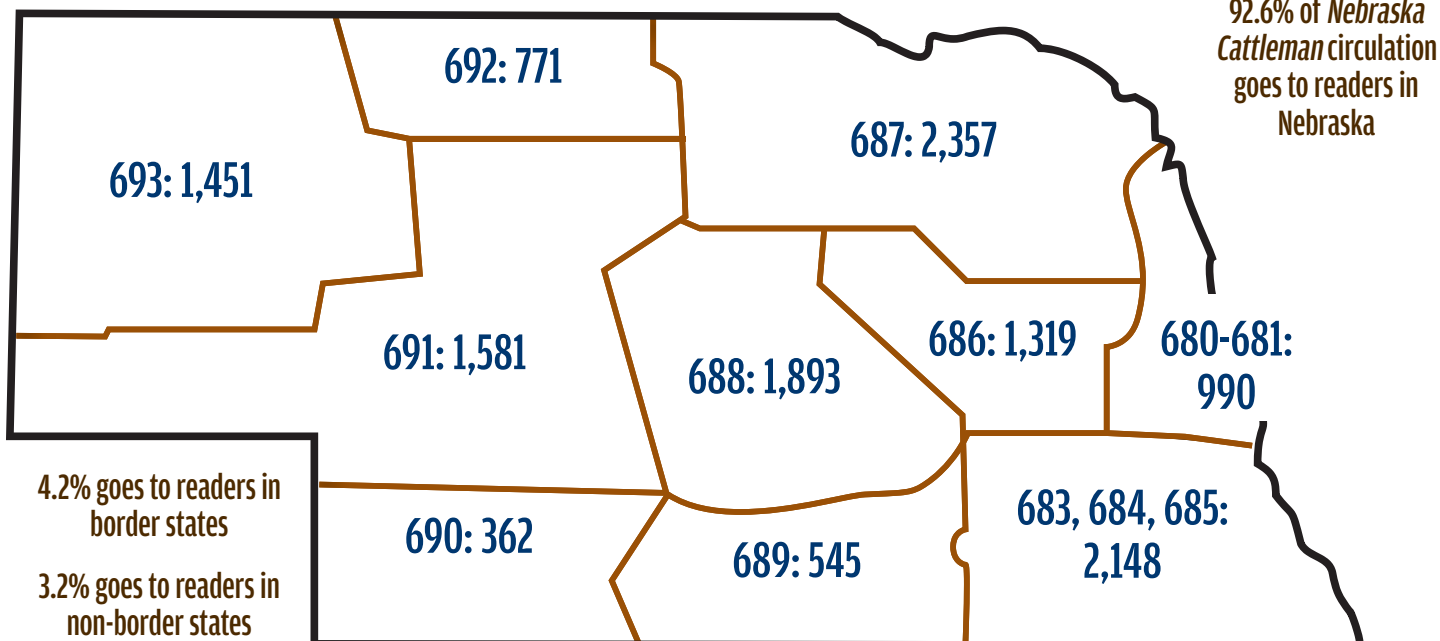 92.6% of Nebraska
Cattleman circulation
goes to readers in
Nebraska
692: 771
687: 2,357
693: 1,451
691: 1,581
688: 1,893
686: 1,319
680-681:
990
4.2% goes to readers in
border states
3.2% goes to readers in
non-border states
690: 362
689: 545
683, 684, 685:
2,148